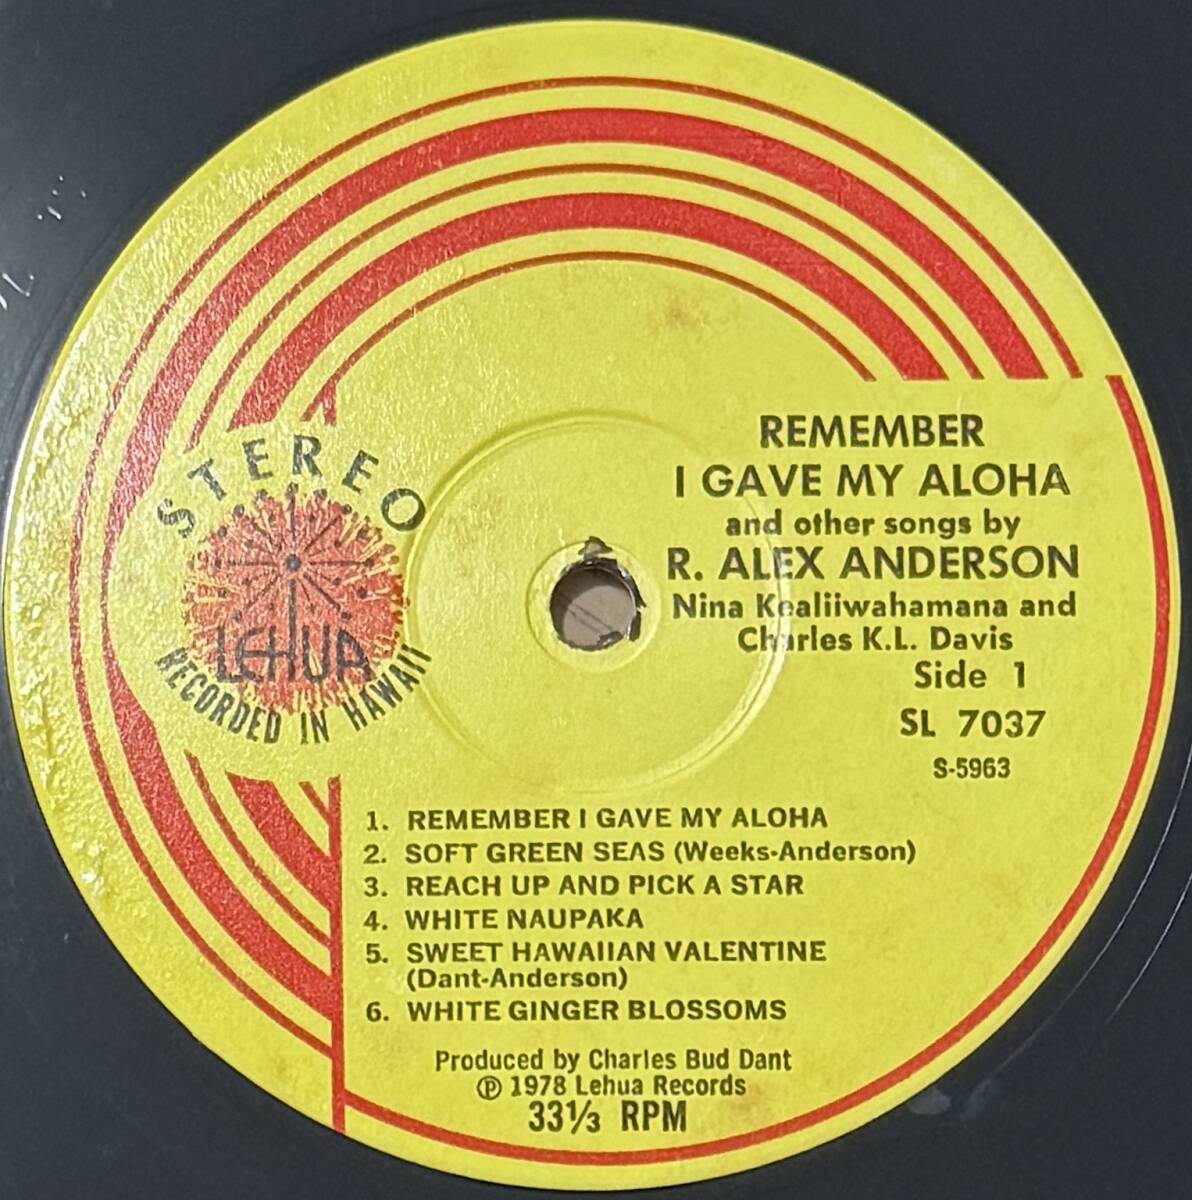 STEREO
LEHUA
RECORDED IN HAWAII
REMEMBER
I GAVE MY ALOHA
and other songs by
R. ALEX ANDERSON
Nina Kealiiwahamana and
Charles K.L. Davis
Side 1
SL 7037
S-5963
1. REMEMBER I GAVE MY ALOHA
2. SOFT GREEN SEAS (Weeks-Anderson)
3. REACH UP AND PICK A STAR
4. WHITE NAUPAKA
5. SWEET HAWAIIAN VALENTINE
(Dant-Anderson)
6. WHITE GINGER BLOSSOMS
Produced by Charles Bud Dant
℗ 1978 Lehua Records
33⅓ RPM